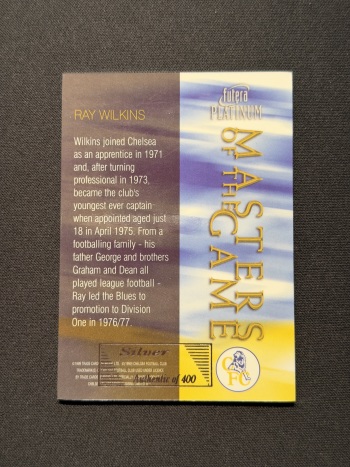 RAY WILKINS
Wilkins joined Chelsea
as an apprentice in 1971
and, after turning
professional in 1973,
became the club's
youngest ever captain
when appointed aged just
18 in April 1975. From a
footballing family - his
father George and brothers
Graham and Dean all
played league football -
Ray led the Blues to
promotion to Division
One in 1976/77.
futera
PLATINUM
MASTERS
OF THE
GAME
Silver
Authentic of 400
CFC